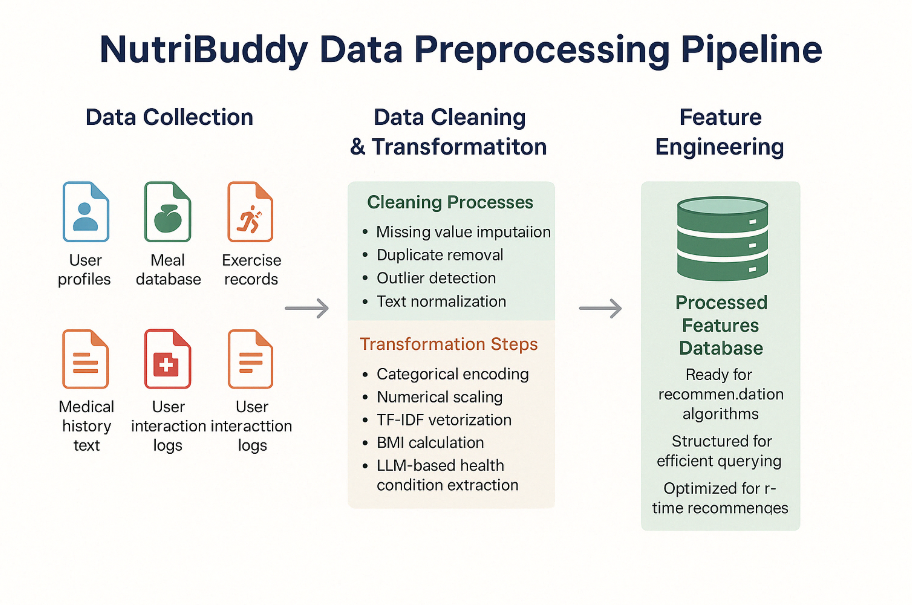 NutriBuddy Data Preprocessing Pipeline
Data Collection
User
profiles
Meal
database
Exercise
records
Medical
history
text
User
interaction
logs
User
interacttion
logs
Data Cleaning
& Transformatiton
Cleaning Processes
• Missing value imputaiion
• Duplicate removal
• Outlier detection
• Text normalization
Transformation Steps
• Categorical encoding
• Numerical scaling
• TF-IDF vetorization
• BMI calculation
• LLM-based health
condition extraction
Feature
Engineering
Processed
Features
Database
Ready for
recommen.dation
algorithms
Structured for
efficient querying
Optimized for r-
time recommenqes